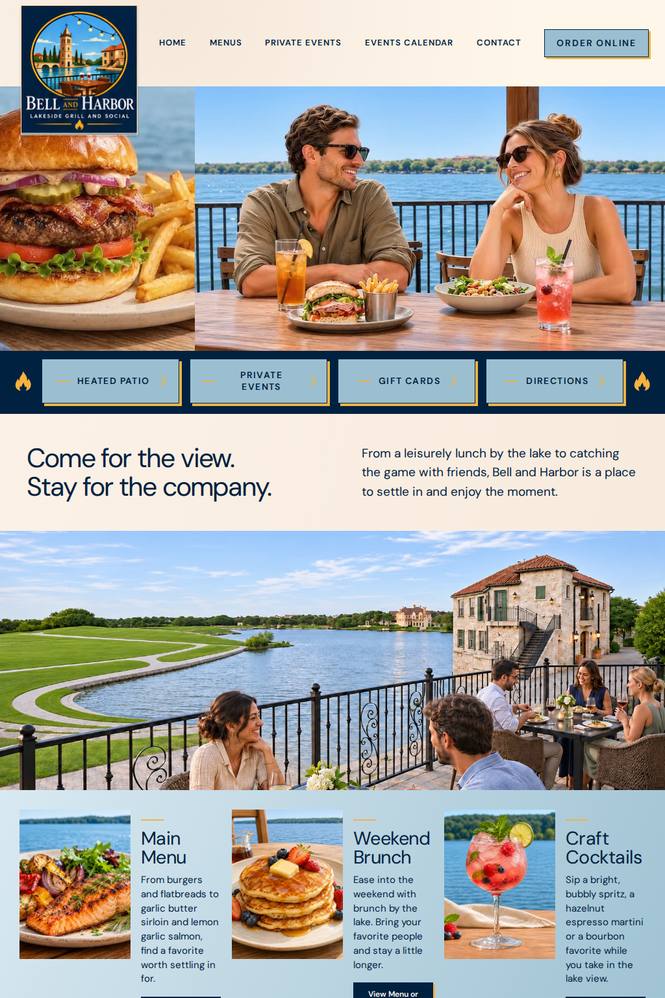 BELL AND HARBOR
LAKESIDE GRILL AND SOCIAL
HOME
MENUS
PRIVATE EVENTS
EVENTS CALENDAR
CONTACT
ORDER ONLINE
HEATED PATIO
PRIVATE
EVENTS
GIFT CARDS
DIRECTIONS
Come for the view.
Stay for the company.
From a leisurely lunch by the lake to catching
the game with friends, Bell and Harbor is a place
to settle in and enjoy the moment.
Main
Menu
From burgers
and flatbreads to
garlic butter
sirloin and lemon
garlic salmon,
find a favorite
worth settling in
for.
Weekend
Brunch
Ease into the
weekend with
brunch by the
lake. Bring your
favorite people
and stay a little
longer.
View Menu or
Craft
Cocktails
Sip a bright,
bubbly spritz, a
hazelnut
espresso martini
or a bourbon
favorite while
you take in the
lake view.